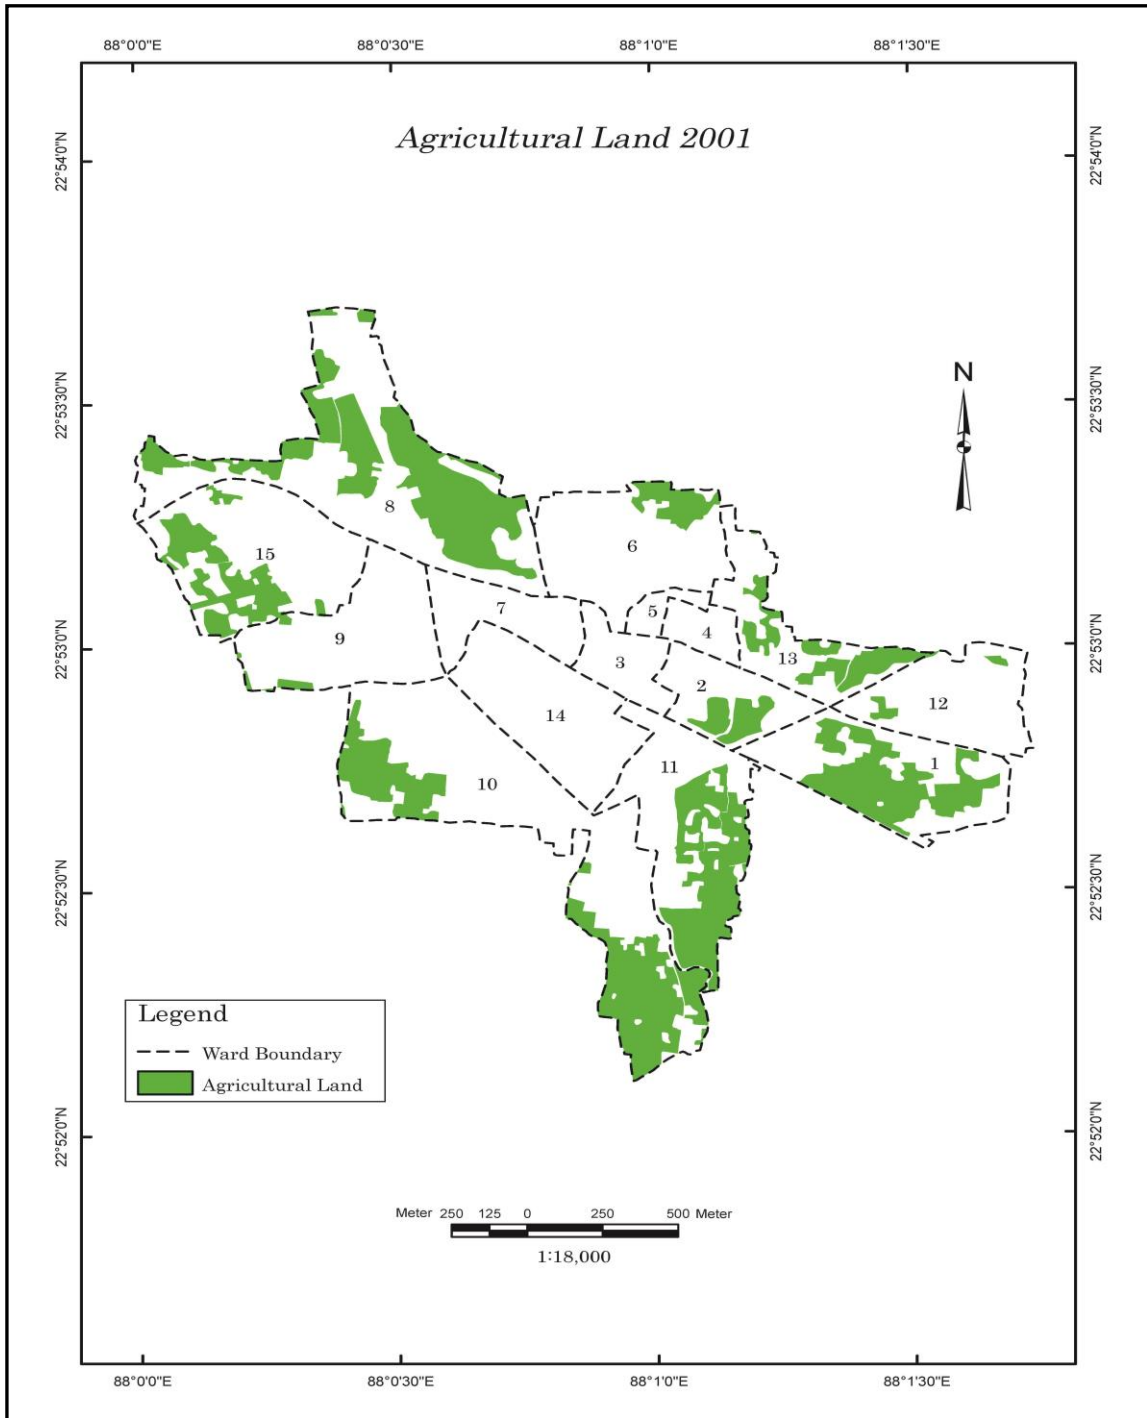 88°0'0"E 88°0'30"E 88°1'0"E 88°1'30"E
Agricultural Land 2001
22°54'0"N
22°54'0"N
N
22°53'30"N
22°53'30"N
8
6
15
7
5
4
9
3
13
2
12
14
1
11
10
22°53'0"N
22°53'0"N
22°52'30"N
22°52'30"N
Legend
Ward Boundary
Agricultural Land
22°52'0"N
22°52'0"N
Meter 250 125 0 250 500 Meter
1:18,000
88°0'0"E 88°0'30"E 88°1'0"E 88°1'30"E